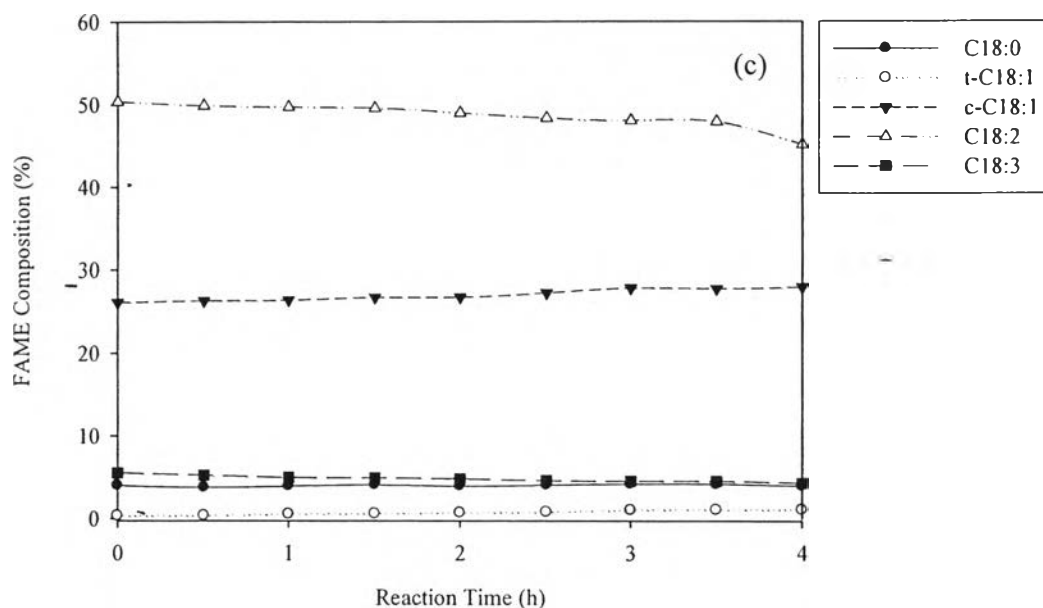 60
50
40
30
20
10
0
0 1 2 3 4
FAME Composition (%)
Reaction Time (h)
(c)
C18:0
t-C18:1
c-C18:1
C18:2
C18:3